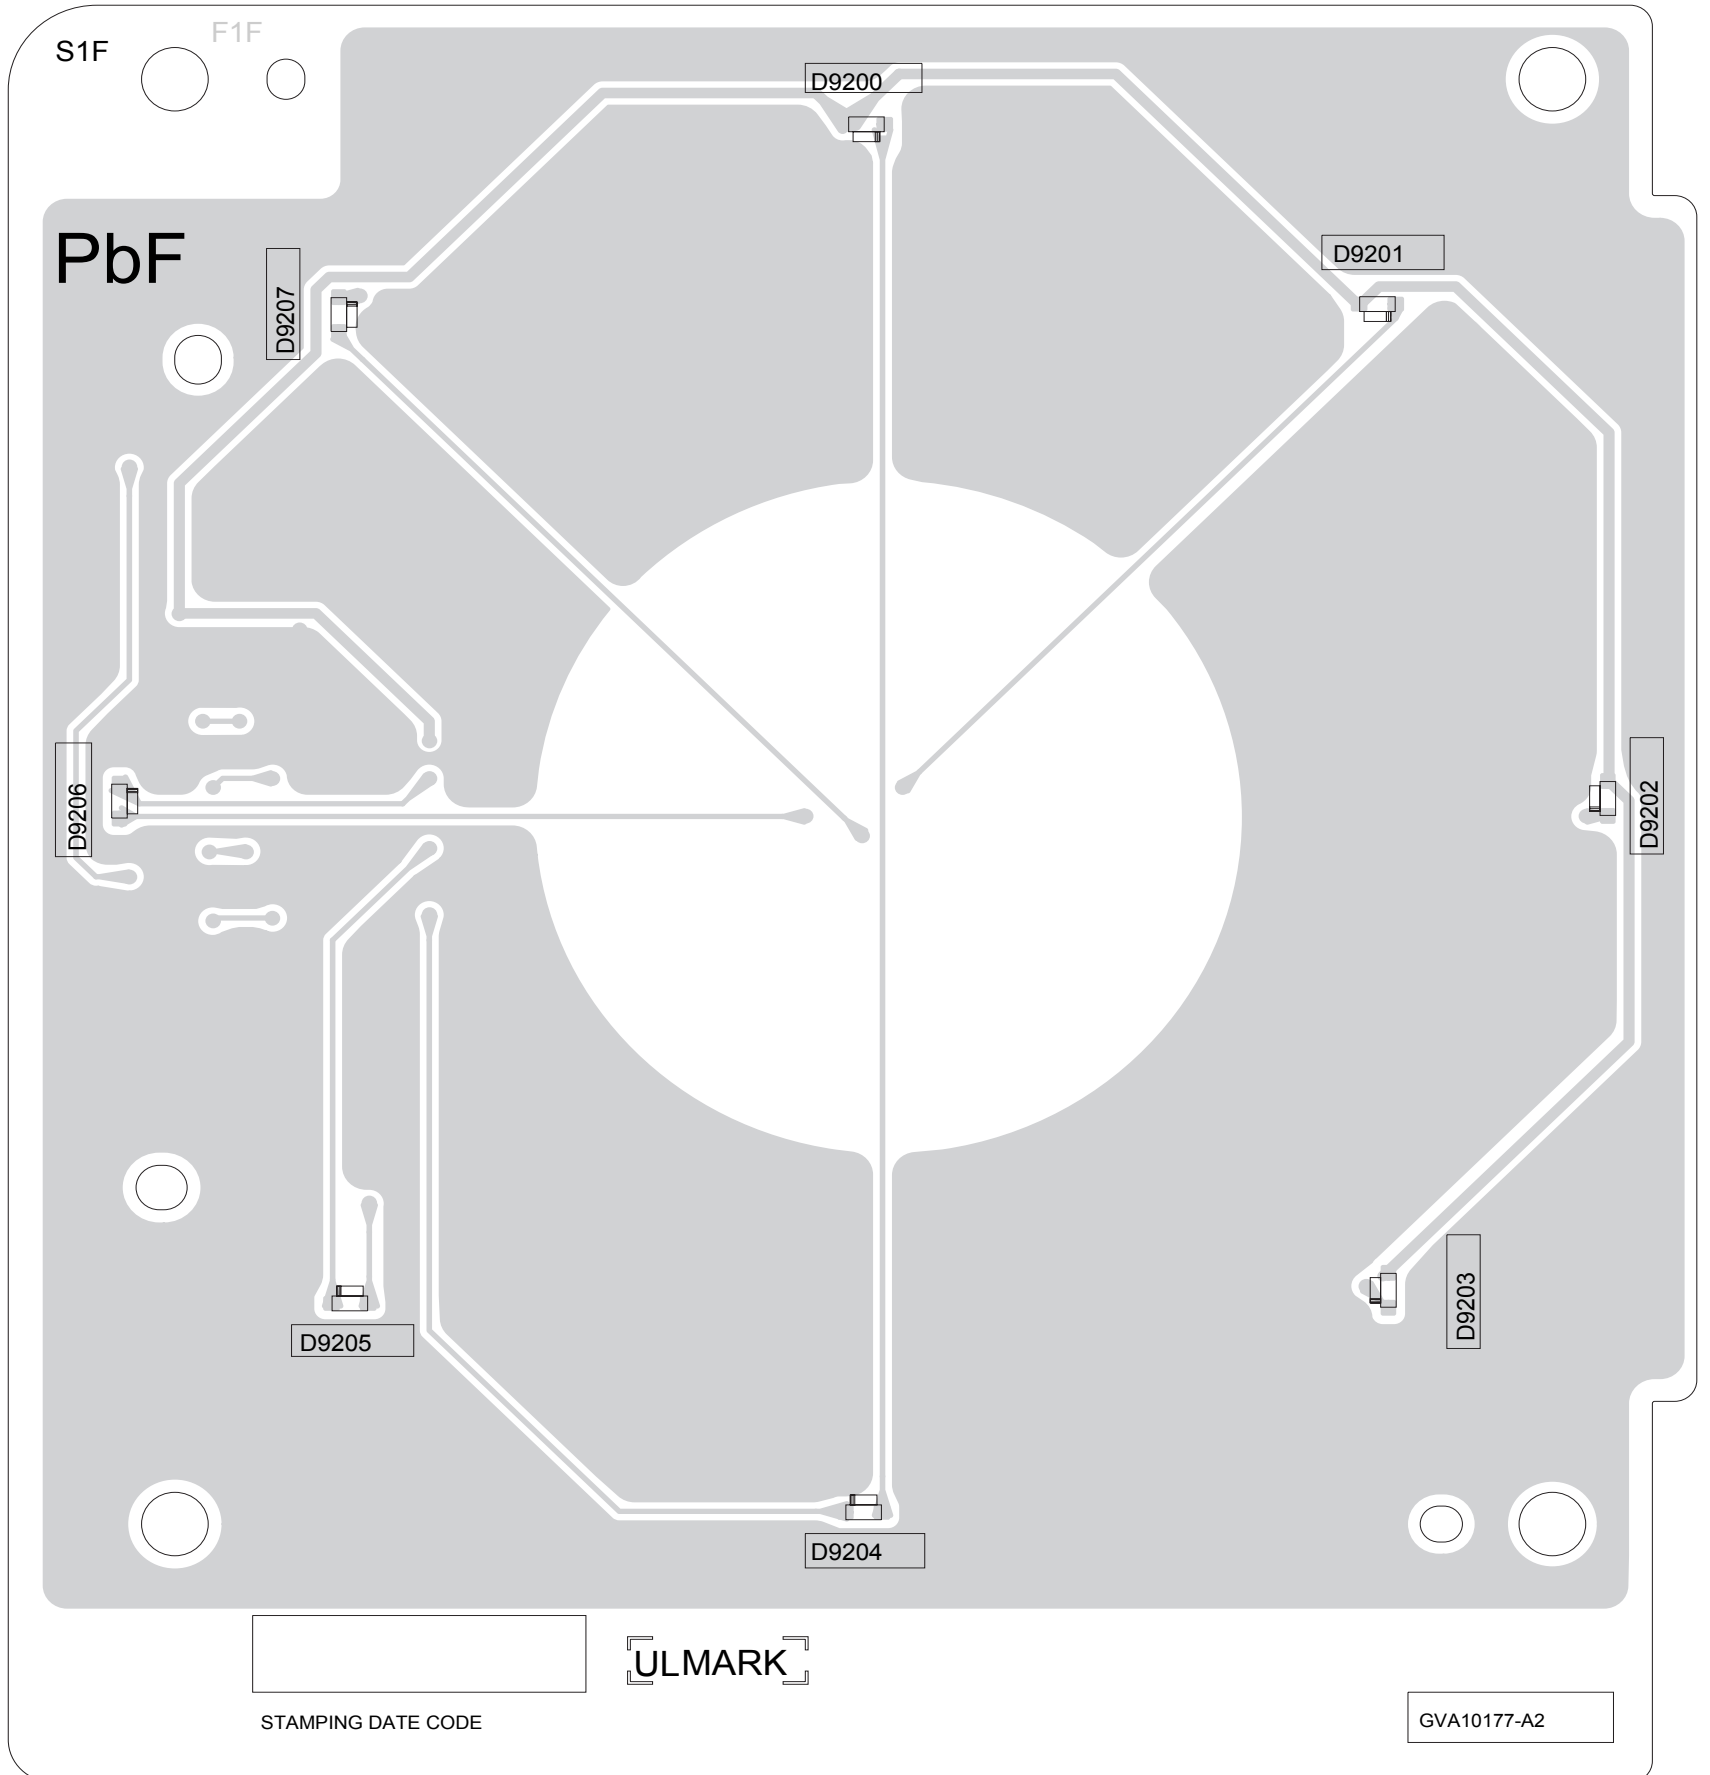 F1F
S1F
D9200
PbF
D9201
D9207
D9206
D9202
D9203
D9205
D9204
ULMARK
STAMPING DATE CODE
GVA10177-A2